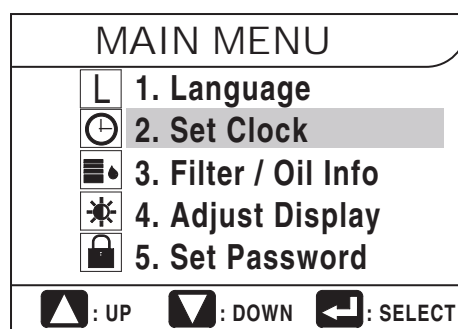 MAIN MENU
L 1. Language
2. Set Clock
3. Filter / Oil Info
4. Adjust Display
5. Set Password
: UP : DOWN : SELECT